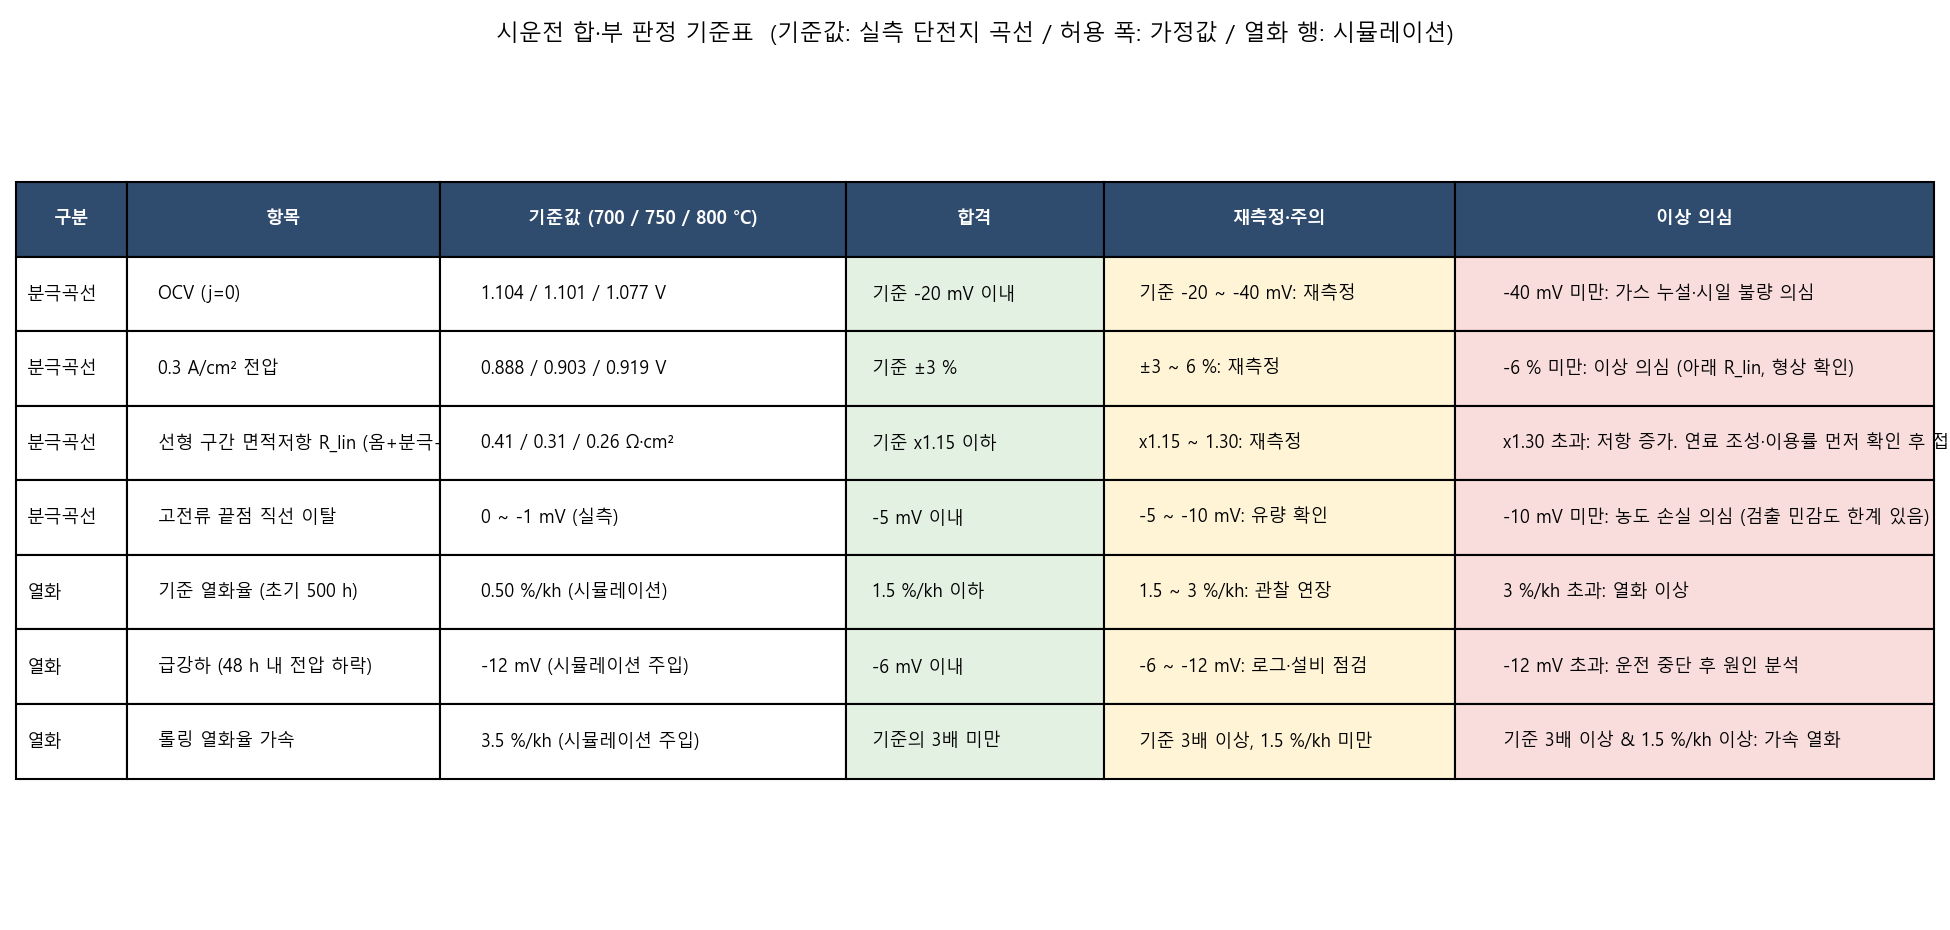 시운전 합·부 판정 기준표 (기준값: 실측 단전지 곡선 / 허용 폭: 가정값 / 열화 행: 시뮬레이션)
구분 항목 기준값 (700 / 750 / 800 °C) 합격 재측정·주의 이상 의심
분극곡선 OCV (j=0) 1.104 / 1.101 / 1.077 V 기준 -20 mV 이내 기준 -20 ~ -40 mV: 재측정 -40 mV 미만: 가스 누설·시일 불량 의심
분극곡선 0.3 A/cm² 전압 0.888 / 0.903 / 0.919 V 기준 ±3 % ±3 ~ 6 %: 재측정 -6 % 미만: 이상 의심 (아래 R_lin, 형상 확인)
분극곡선 선형 구간 면적저항 R_lin (옴+분극- 0.41 / 0.31 / 0.26 Ω·cm² 기준 x1.15 이하 x1.15 ~ 1.30: 재측정 x1.30 초과: 저항 증가. 연료 조성·이용률 먼저 확인 후 접
분극곡선 고전류 끝점 직선 이탈 0 ~ -1 mV (실측) -5 mV 이내 -5 ~ -10 mV: 유량 확인 -10 mV 미만: 농도 손실 의심 (검출 민감도 한계 있음)
열화 기준 열화율 (초기 500 h) 0.50 %/kh (시뮬레이션) 1.5 %/kh 이하 1.5 ~ 3 %/kh: 관찰 연장 3 %/kh 초과: 열화 이상
열화 급강하 (48 h 내 전압 하락) -12 mV (시뮬레이션 주입) -6 mV 이내 -6 ~ -12 mV: 로그·설비 점검 -12 mV 초과: 운전 중단 후 원인 분석
열화 롤링 열화율 가속 3.5 %/kh (시뮬레이션 주입) 기준의 3배 미만 기준 3배 이상, 1.5 %/kh 미만 기준 3배 이상 & 1.5 %/kh 이상: 가속 열화